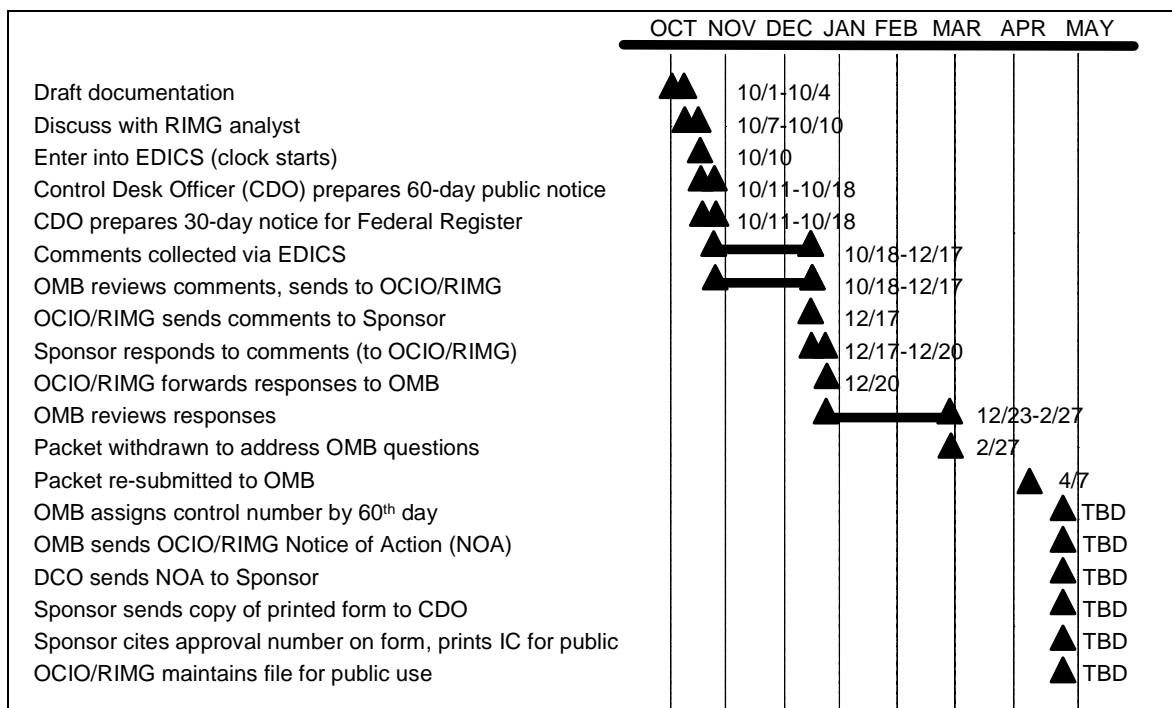 OCT NOV DEC JAN FEB MAR APR MAY
Draft documentation 10/1-10/4
Discuss with RIMG analyst 10/7-10/10
Enter into EDICS (clock starts) 10/10
Control Desk Officer (CDO) prepares 60-day public notice 10/11-10/18
CDO prepares 30-day notice for Federal Register 10/11-10/18
Comments collected via EDICS 10/18-12/17
OMB reviews comments, sends to OCIO/RIMG 10/18-12/17
OCIO/RIMG sends comments to Sponsor 12/17
Sponsor responds to comments (to OCIO/RIMG) 12/17-12/20
OCIO/RIMG forwards responses to OMB 12/20
OMB reviews responses 12/23-2/27
Packet withdrawn to address OMB questions 2/27
Packet re-submitted to OMB 4/7
OMB assigns control number by 60th day TBD
OMB sends OCIO/RIMG Notice of Action (NOA) TBD
DCO sends NOA to Sponsor TBD
Sponsor sends copy of printed form to CDO TBD
Sponsor cites approval number on form, prints IC for public TBD
OCIO/RIMG maintains file for public use TBD